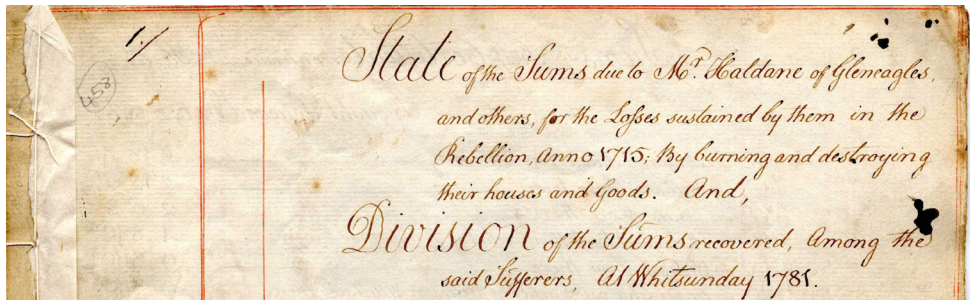 1./
458
State of the Sums due to Mr. Haldane of Gleneagles,
and others, for the Losses sustained by them in the
Rebellion, Anno 1715; By burning and destroying
their houses and Goods. And,
Division of the Sums recovered, Among the
said Sufferers, At Whitsunday 1781.